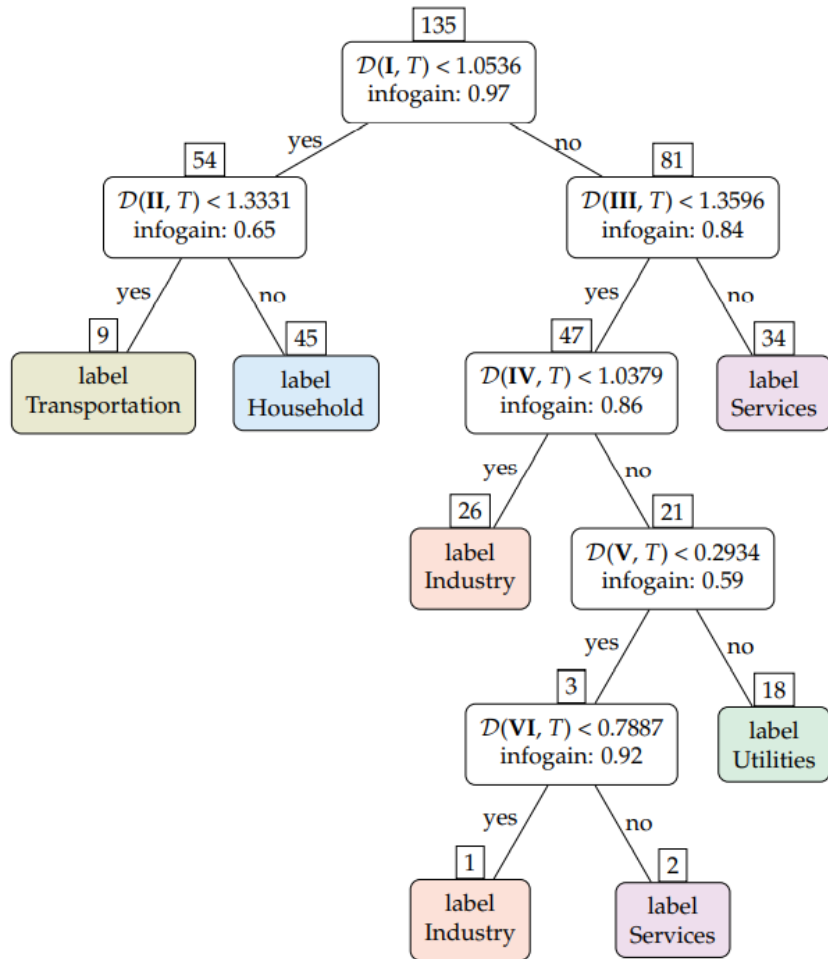 135
𝒟(I, T) < 1.0536
infogain: 0.97
yes
no
54
81
𝒟(II, T) < 1.3331
infogain: 0.65
𝒟(III, T) < 1.3596
infogain: 0.84
yes
no
yes
no
9
45
47
34
label
Transportation
label
Household
𝒟(IV, T) < 1.0379
infogain: 0.86
label
Services
yes
no
26
21
label
Industry
𝒟(V, T) < 0.2934
infogain: 0.59
yes
no
3
18
𝒟(VI, T) < 0.7887
infogain: 0.92
label
Utilities
yes
no
1
2
label
Industry
label
Services